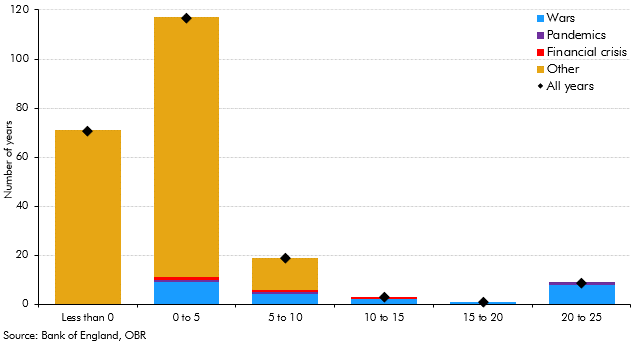 120
100
80
60
40
20
0
Number of years
Wars
Pandemics
Financial crisis
Other
All years
Less than 0
0 to 5
5 to 10
10 to 15
15 to 20
20 to 25
Source: Bank of England, OBR